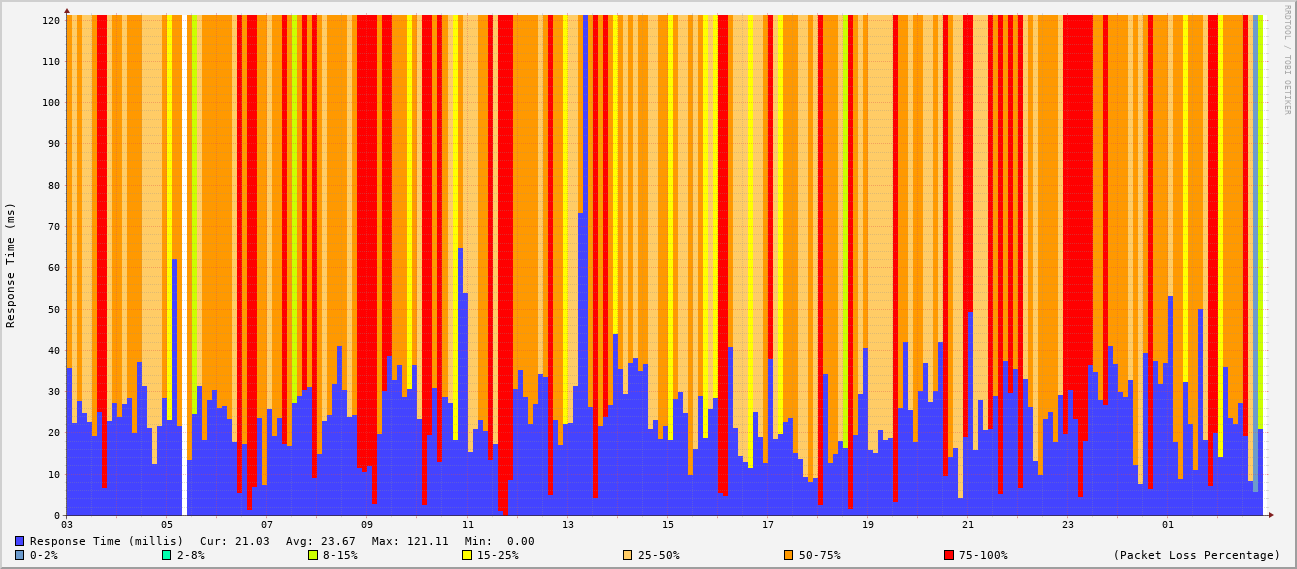 RRDTOOL / TOBI OETIKER
Response Time (ms)
120
110
100
90
80
70
60
50
40
30
20
10
0
03 05 07 09 11 13 15 17 19 21 23 01
Response Time (millis) Cur: 21.03 Avg: 23.67 Max: 121.11 Min: 0.00
0-2% 2-8% 8-15% 15-25% 25-50% 50-75% 75-100% (Packet Loss Percentage)